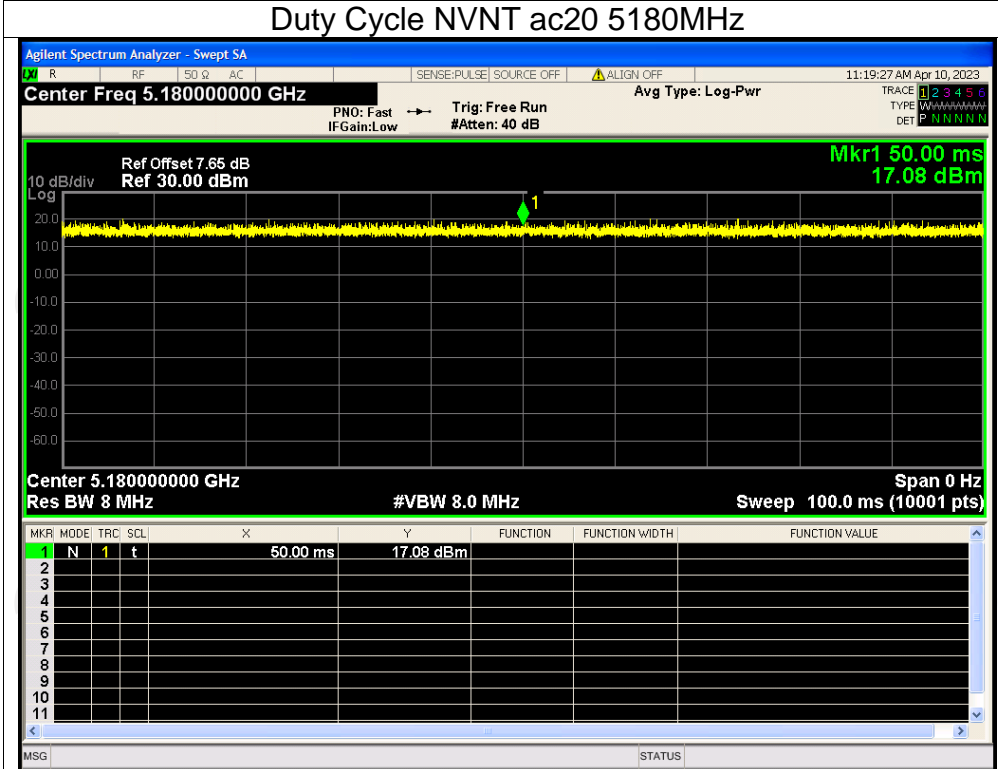 Duty Cycle NVNT ac20 5180MHz
Agilent Spectrum Analyzer - Swept SA
LXI R RF 50 Ω AC SENSE:PULSE SOURCE OFF ALIGN OFF 11:19:27 AM Apr 10, 2023
Center Freq 5.180000000 GHz Avg Type: Log-Pwr TRACE 1 2 3 4 5 6
PNO: Fast Trig: Free Run TYPE WWWWWW
IFGain:Low #Atten: 40 dB DET P N N N N N
Mkr1 50.00 ms
Ref Offset 7.65 dB
10 dB/div Ref 30.00 dBm 17.08 dBm
Log
1
20.0
10.0
0.00
-10.0
-20.0
-30.0
-40.0
-50.0
-60.0
Center 5.180000000 GHz Span 0 Hz
Res BW 8 MHz #VBW 8.0 MHz Sweep 100.0 ms (10001 pts)
MKR MODE TRC SCL X Y FUNCTION FUNCTION WIDTH FUNCTION VALUE
1 N 1 t 50.00 ms 17.08 dBm
2
3
4
5
6
7
8
9
10
11
MSG STATUS